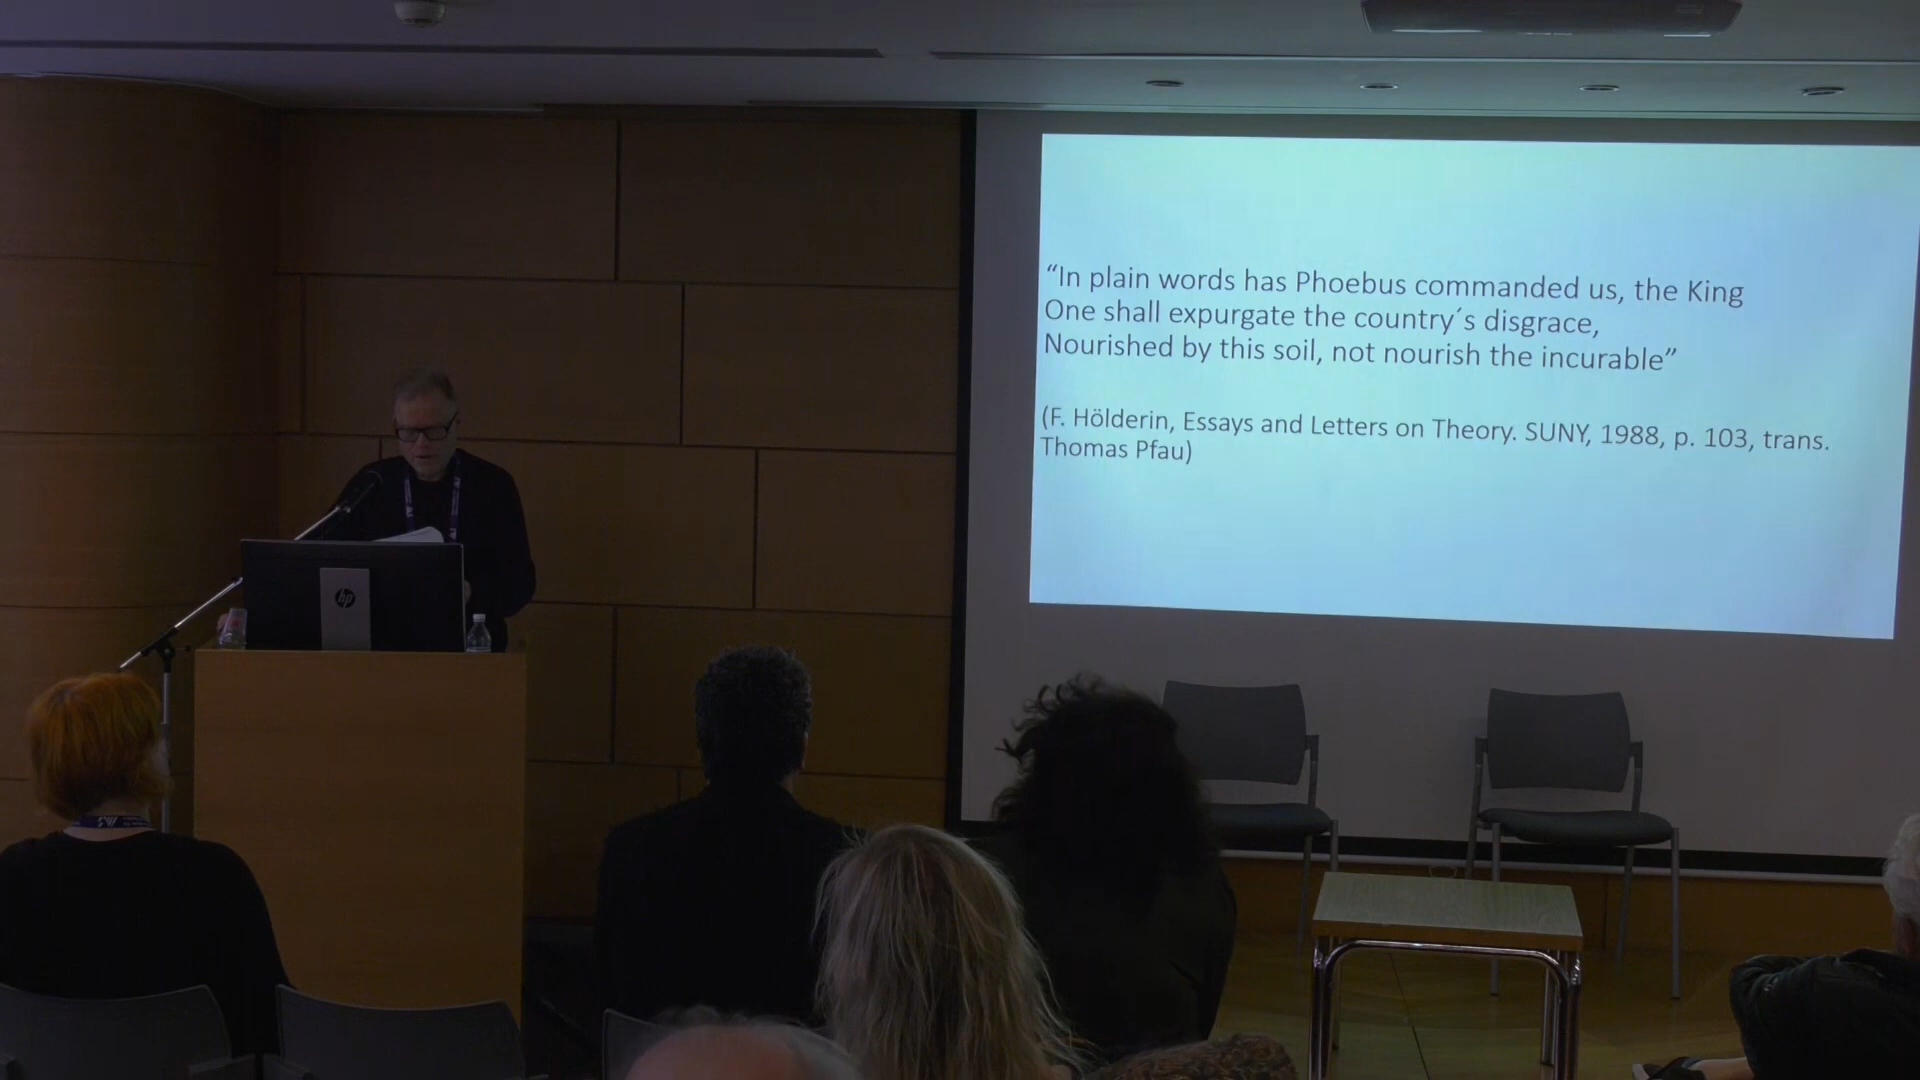 “In plain words has Phoebus commanded us, the King
One shall expurgate the country´s disgrace,
Nourished by this soil, not nourish the incurable”
(F. Hölderin, Essays and Letters on Theory. SUNY, 1988, p. 103, trans.
Thomas Pfau)
hp